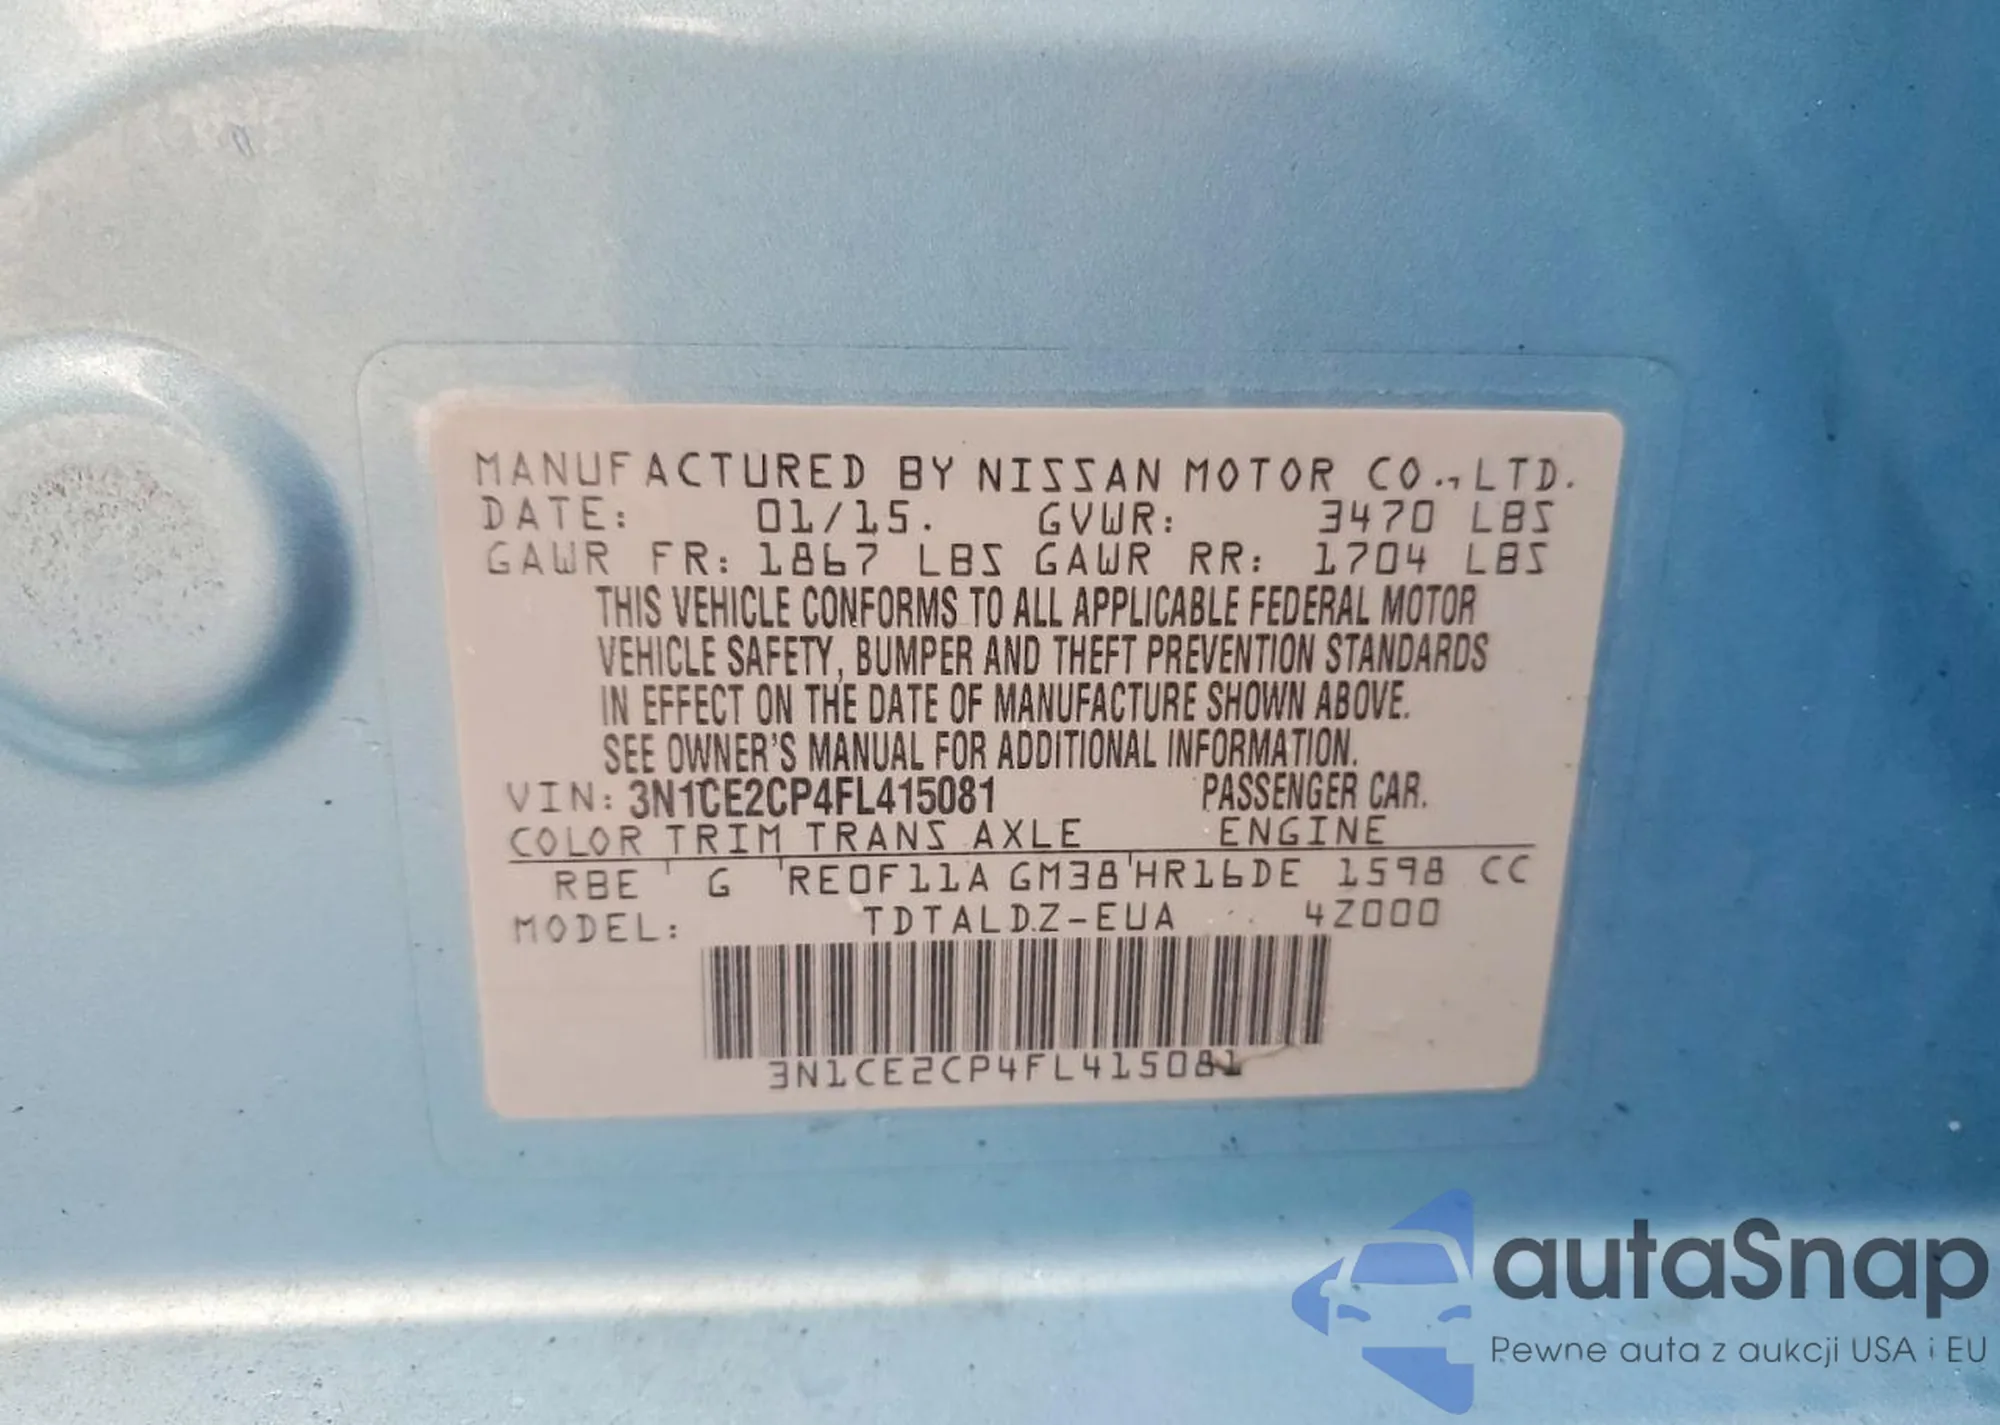 MANUFACTURED BY NISSAN MOTOR CO., LTD.
DATE: 01/15. GVWR: 3470 LBS
GAWR FR: 1867 LBS GAWR RR: 1704 LBS
THIS VEHICLE CONFORMS TO ALL APPLICABLE FEDERAL MOTOR
VEHICLE SAFETY, BUMPER AND THEFT PREVENTION STANDARDS
IN EFFECT ON THE DATE OF MANUFACTURE SHOWN ABOVE.
SEE OWNER'S MANUAL FOR ADDITIONAL INFORMATION.
VIN: 3N1CE2CP4FL415081 PASSENGER CAR.
COLOR TRIM TRANS AXLE ENGINE
RBE G RE0F11A GM38 HR16DE 1598 CC
MODEL: TDTALDZ-EUA 4Z000
3N1CE2CP4FL415081
autaSnap
Pewne auta z aukcji USA i EU